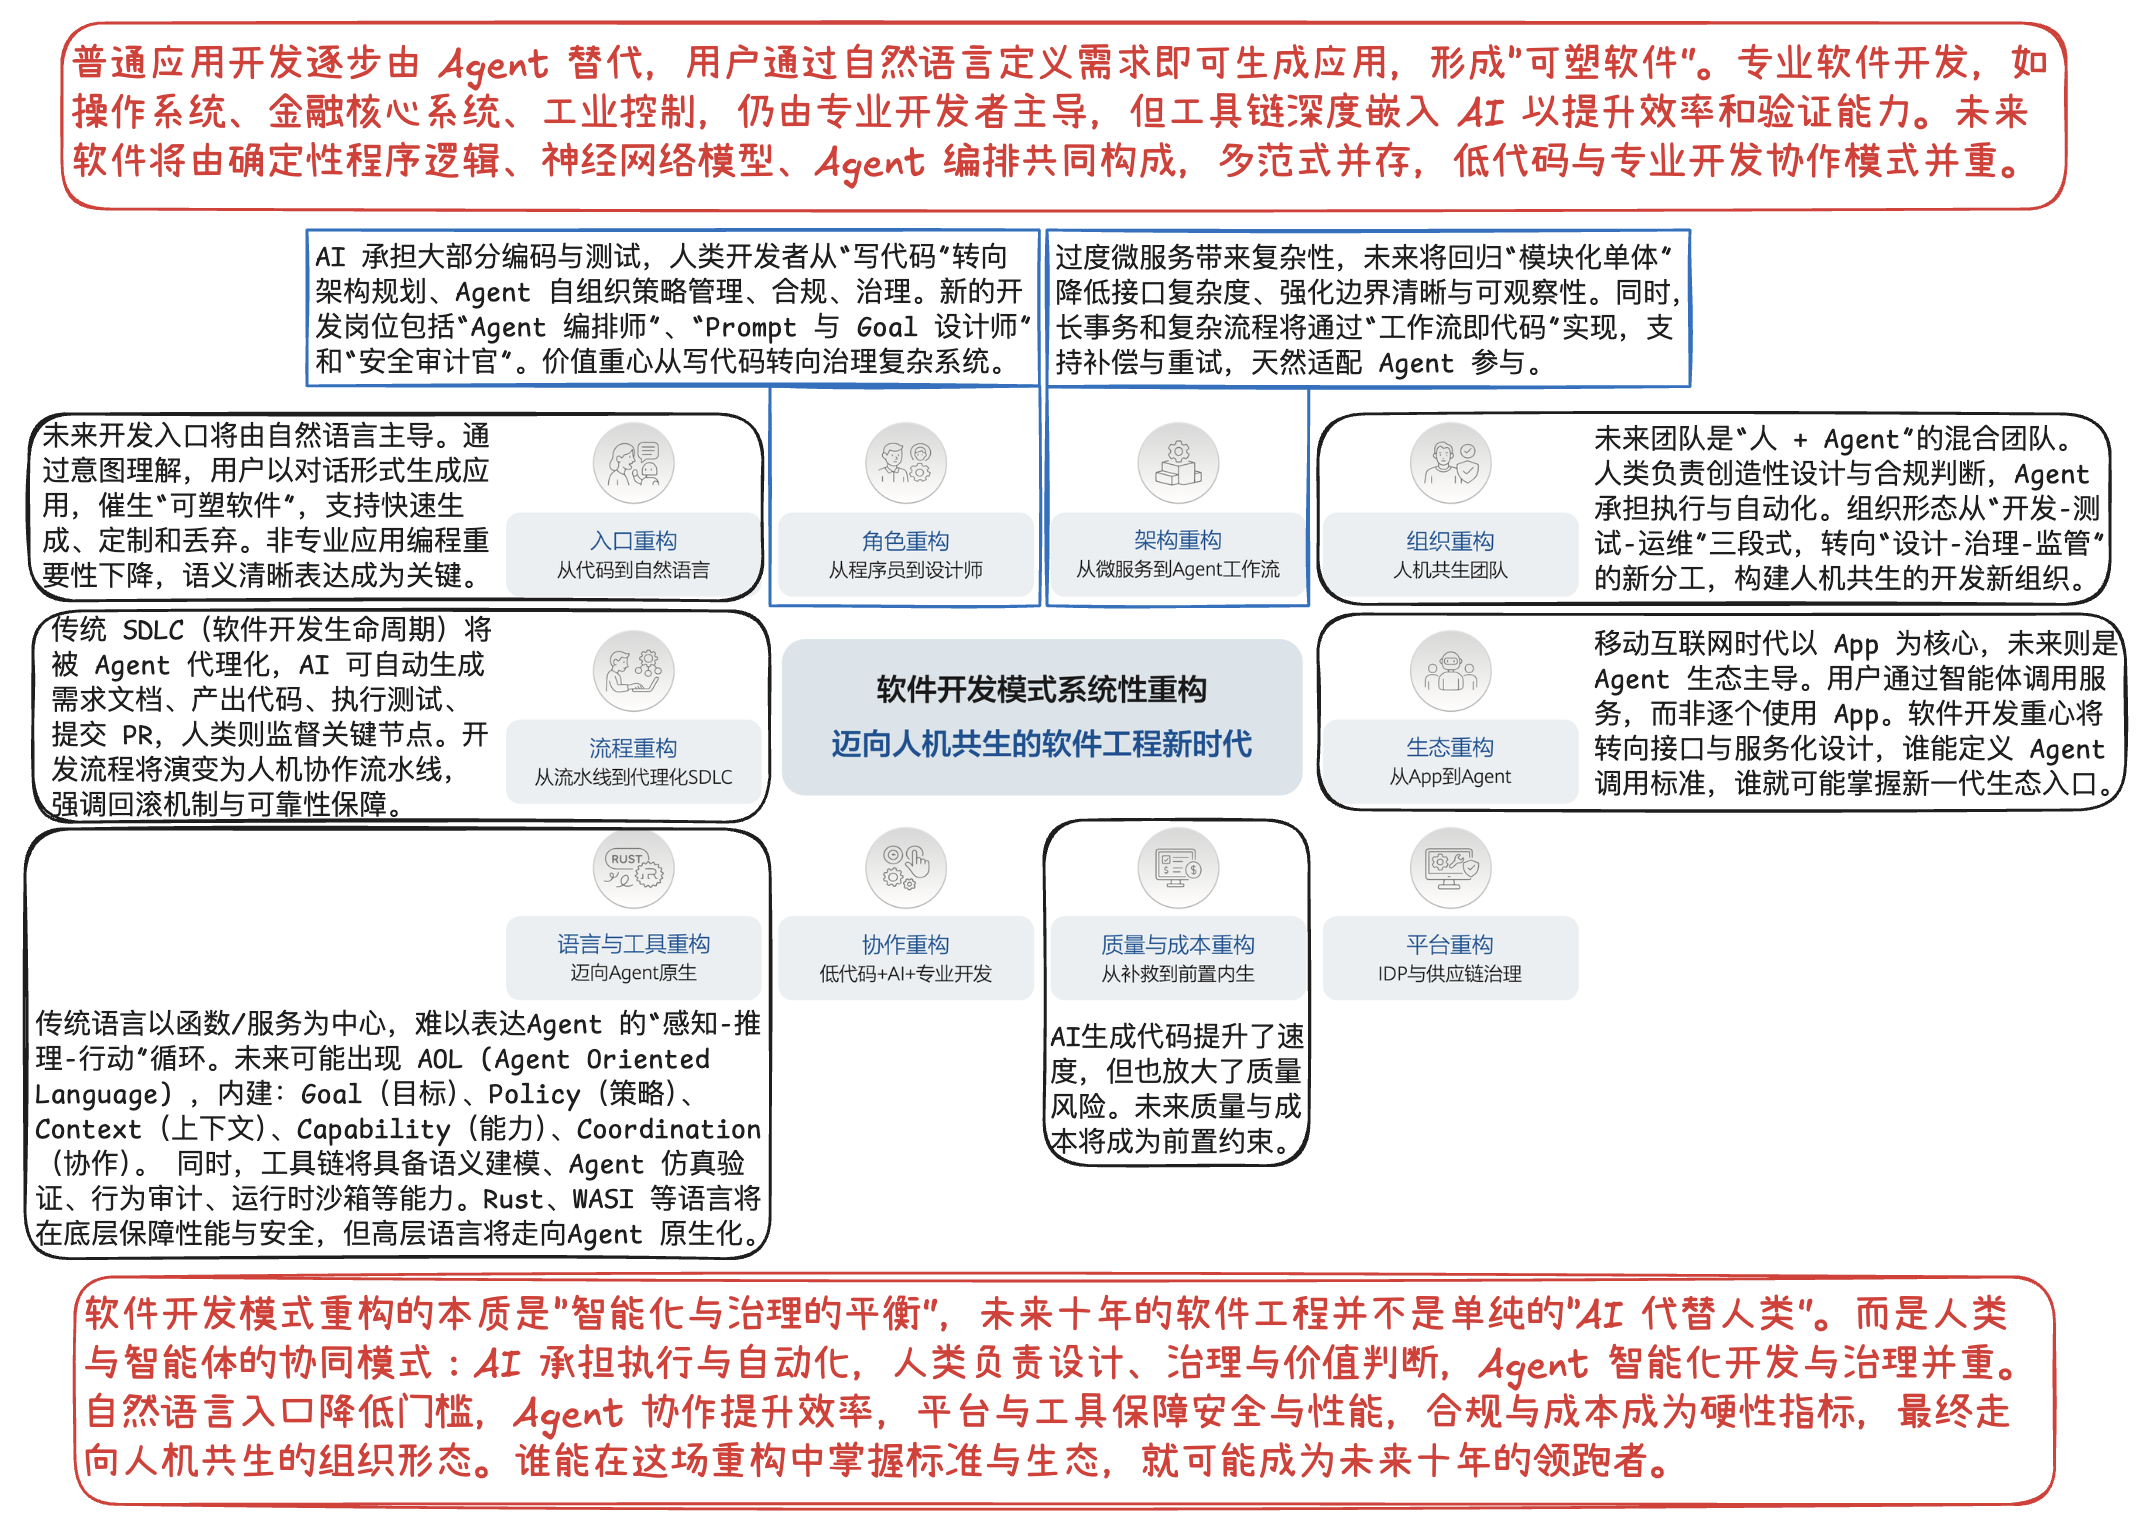 普通应用开发逐步由 Agent 替代，用户通过自然语言定义需求即可生成应用，形成"可塑软件"。专业软件开发，如
操作系统、金融核心系统、工业控制，仍由专业开发者主导，但工具链深度嵌入 AI 以提升效率和验证能力。未来
软件将由确定性程序逻辑、神经网络模型、Agent 编排共同构成，多范式并存，低代码与专业开发协作模式并重。
AI 承担大部分编码与测试，人类开发者从"写代码"转向
架构规划、Agent 自组织策略管理、合规、治理。新的开
发岗位包括"Agent 编排师"、"Prompt 与 Goal 设计师"
和"安全审计官"。价值重心从写代码转向治理复杂系统。
过度微服务带来复杂性，未来将回归"模块化单体"
降低接口复杂度、强化边界清晰与可观察性。同时，
长事务和复杂流程将通过"工作流即代码"实现，支
持补偿与重试，天然适配 Agent 参与。
未来开发入口将由自然语言主导。通
过意图理解，用户以对话形式生成应
用，催生"可塑软件"，支持快速生
成、定制和丢弃。非专业应用编程重
要性下降，语义清晰表达成为关键。
入口重构
从代码到自然语言
角色重构
从程序员到设计师
架构重构
从微服务到Agent工作流
组织重构
人机共生团队
未来团队是"人 + Agent"的混合团队。
人类负责创造性设计与合规判断，Agent
承担执行与自动化。组织形态从"开发-测
试-运维"三段式，转向"设计-治理-监管"
的新分工，构建人机共生的开发新组织。
传统 SDLC（软件开发生命周期）将
被 Agent 代理化，AI 可自动生成
需求文档、产出代码、执行测试、
提交 PR，人类则监督关键节点。开
发流程将演变为人机协作流水线，
强调回滚机制与可靠性保障。
流程重构
从流水线到代理化SDLC
软件开发模式系统性重构
迈向人机共生的软件工程新时代
生态重构
从App到Agent
移动互联网时代以 App 为核心，未来则是
Agent 生态主导。用户通过智能体调用服
务，而非逐个使用 App。软件开发重心将
转向接口与服务化设计，谁能定义 Agent
调用标准，谁就可能掌握新一代生态入口。
RUST
语言与工具重构
迈向Agent原生
协作重构
低代码+AI+专业开发
质量与成本重构
从补救到前置内生
平台重构
IDP与供应链治理
传统语言以函数/服务为中心，难以表达Agent 的"感知-推
理-行动"循环。未来可能出现 AOL (Agent Oriented
Language) ，内建：Goal（目标）、Policy（策略）、
Context（上下文）、Capability（能力）、Coordination
（协作）。 同时，工具链将具备语义建模、Agent 仿真验
证、行为审计、运行时沙箱等能力。Rust、WASI 等语言将
在底层保障性能与安全，但高层语言将走向Agent 原生化。
AI生成代码提升了速
度，但也放大了质量
风险。未来质量与成
本将成为前置约束。
软件开发模式重构的本质是"智能化与治理的平衡"，未来十年的软件工程并不是单纯的"AI 代替人类"。而是人类
与智能体的协同模式：AI 承担执行与自动化，人类负责设计、治理与价值判断，Agent 智能化开发与治理并重。
自然语言入口降低门槛，Agent 协作提升效率，平台与工具保障安全与性能，合规与成本成为硬性指标，最终走
向人机共生的组织形态。谁能在这场重构中掌握标准与生态，就可能成为未来十年的领跑者。